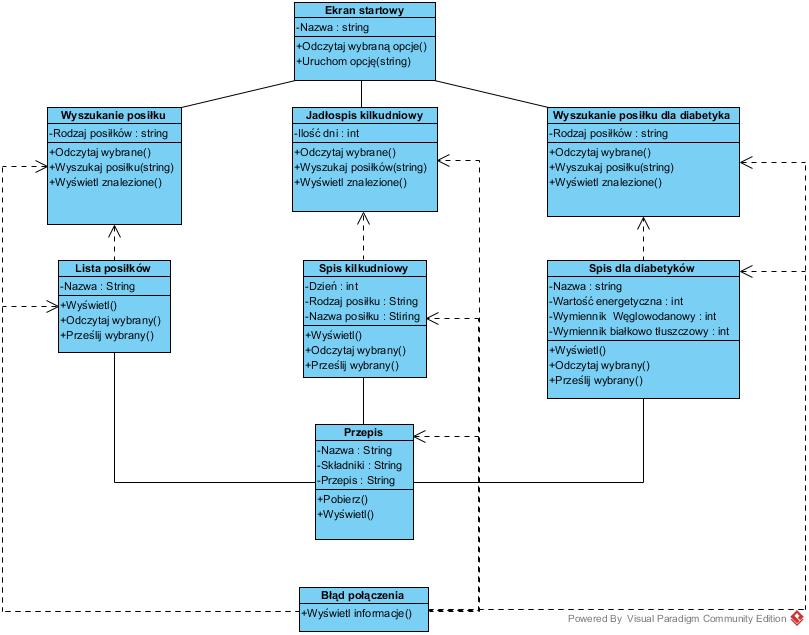 Ekran startowy
-Nazwa : string
+Odczytaj wybraną opcje()
+Uruchom opcję(string)
Wyszukanie posiłku
-Rodzaj posiłków : string
+Odczytaj wybrane()
+Wyszukaj posiłku(string)
+Wyświetl znalezione()
Jadłospis kilkudniowy
-Ilość dni : int
+Odczytaj wybrane()
+Wyszukaj posiłków(string)
+Wyświetl znalezione()
Wyszukanie posiłku dla diabetyka
-Rodzaj posiłków : string
+Odczytaj wybrane()
+Wyszukaj posiłku(string)
+Wyświetl znalezione()
Lista posiłków
-Nazwa : String
+Wyświetl()
+Odczytaj wybrany()
+Prześlij wybrany()
Spis kilkudniowy
-Dzień : int
-Rodzaj posiłku : String
-Nazwa posiłku : Stiring
+Wyświetl()
+Odczytaj wybrany()
+Prześlij wybrany()
Spis dla diabetyków
-Nazwa : string
-Wartość energetyczna : int
-Wymiennik Węglowodanowy : int
-Wymiennik białkowo tłuszczowy : int
+Wyświetl()
+Odczytaj wybrany()
+Prześlij wybrany()
Przepis
-Nazwa : String
-Składniki : String
-Przepis : String
+Pobierz()
+Wyświetl()
Błąd połączenia
+Wyświetl informacje()
Powered By Visual Paradigm Community Edition